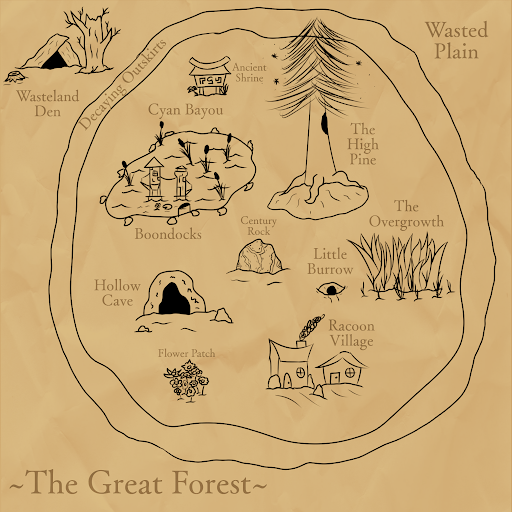 Wasted
Plain
Decaying Outskirts
Wasteland
Den
Ancient
Shrine
Cyan Bayou
The
High
Pine
Boondocks
Century
Rock
The
Overgrowth
Little
Burrow
Hollow
Cave
Racoon
Village
Flower Patch
~The Great Forest~